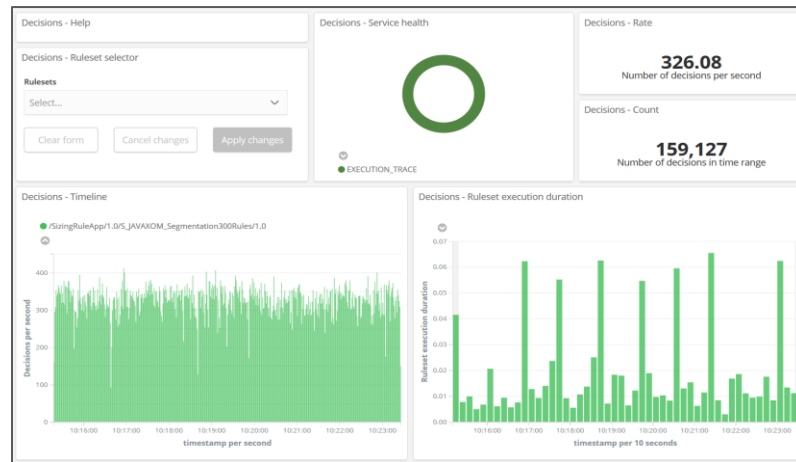 Decisions - Help
Decisions - Ruleset selector
Rulesets
Select...
Clear form
Cancel changes
Apply changes
Decisions - Service health
EXECUTION_TRACE
Decisions - Rate
326.08
Number of decisions per second
Decisions - Count
159,127
Number of decisions in time range
Decisions - Timeline
/SizingRuleApp/1.0/S_JAVAXOM_Segmentation300Rules/1.0
Decisions per second
400
300
200
100
0
10:16:00 10:17:00 10:18:00 10:19:00 10:20:00 10:21:00 10:22:00 10:23:00
timestamp per second
Decisions - Ruleset execution duration
Ruleset execution duration
0.07
0.06
0.05
0.04
0.03
0.02
0.01
0.00
10:16:00 10:17:00 10:18:00 10:19:00 10:20:00 10:21:00 10:22:00 10:23:00
timestamp per 10 seconds